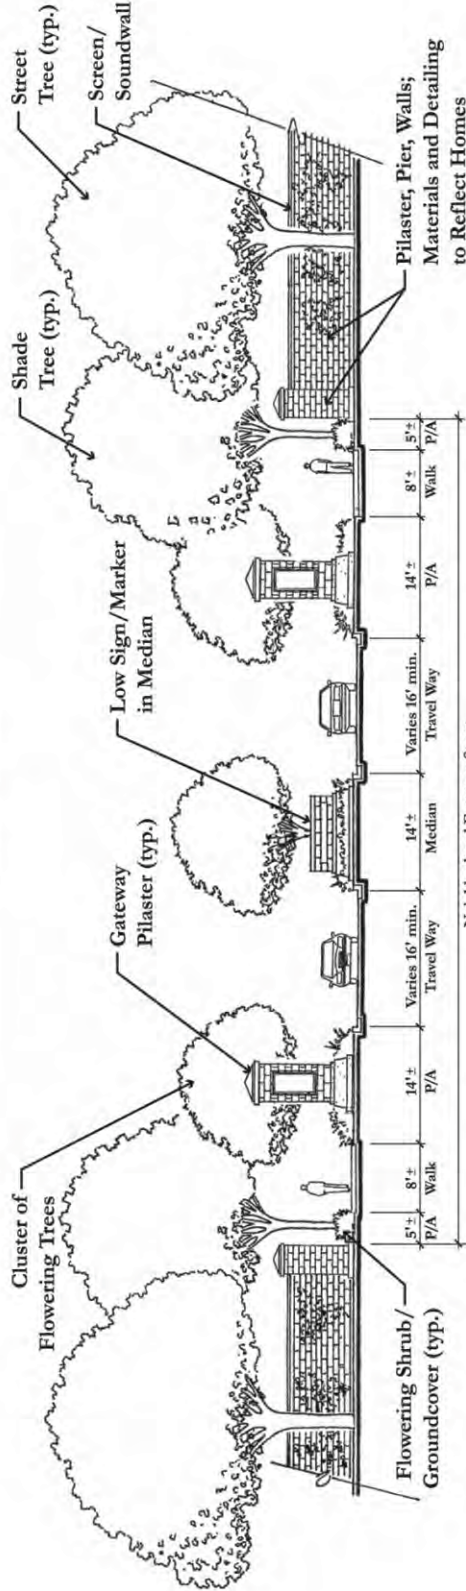 Cluster of
Flowering Trees
Gateway
Pilaster (typ.)
Low Sign/Marker
in Median
Shade
Tree (typ.)
Street
Tree (typ.)
Screen/
Soundwall
Flowering Shrub/
Groundcover (typ.)
5'±
P/A
8'±
Walk
14'±
P/A
Varies 16' min.
Travel Way
14'±
Median
Varies 16' min.
Travel Way
14'±
P/A
8'±
Walk
5'±
P/A
Pilaster, Pier, Walls;
Materials and Detailing
to Reflect Homes